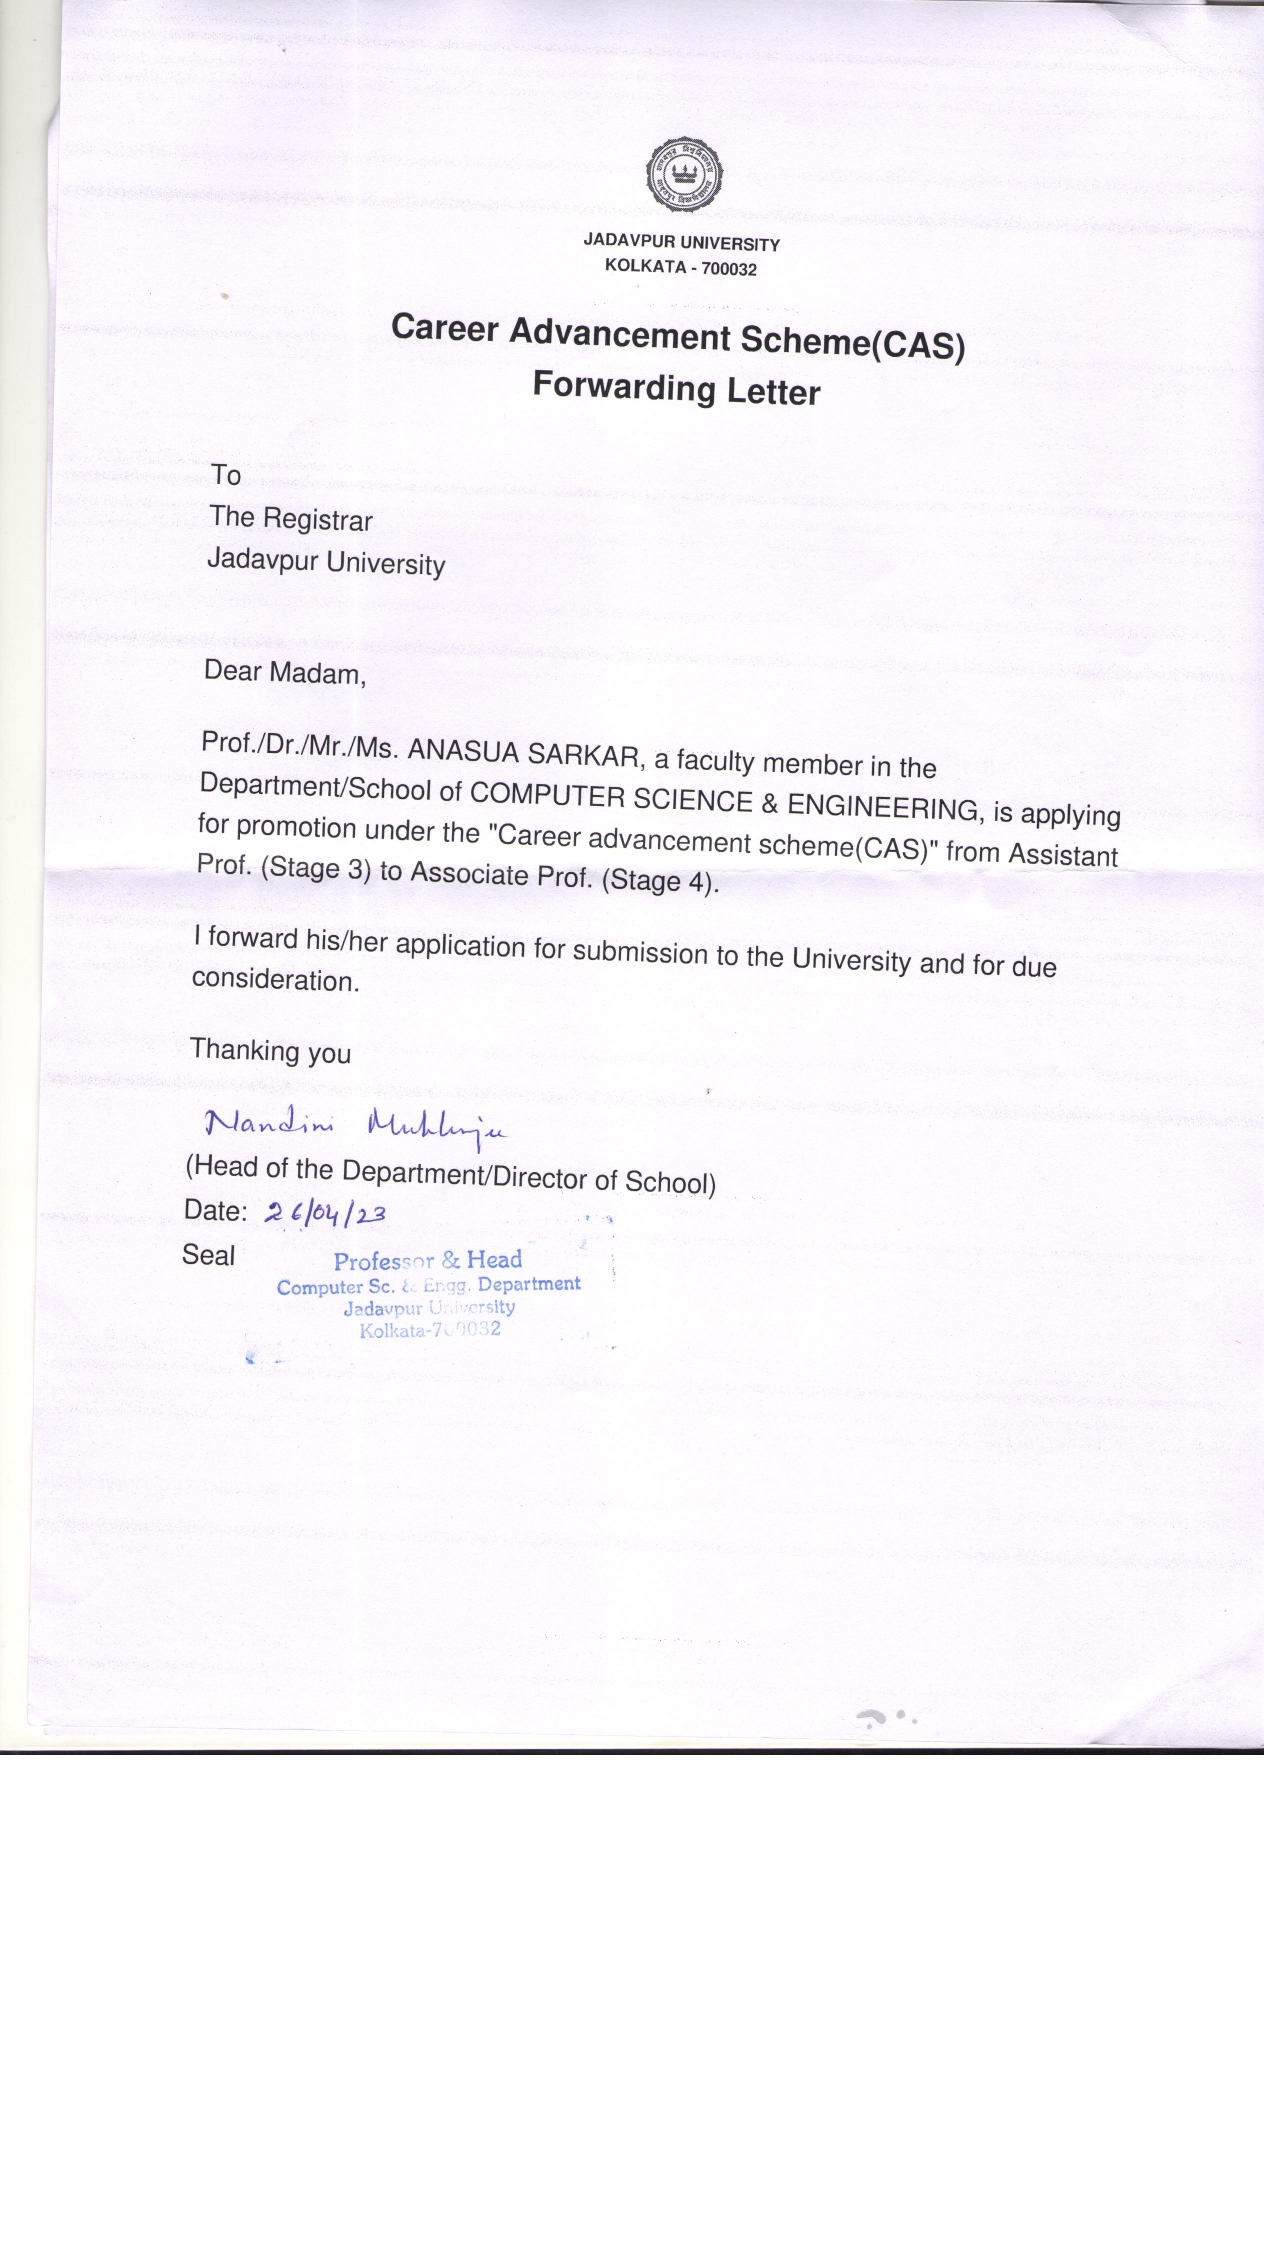 JADAVPUR UNIVERSITY
KOLKATA - 700032
Career Advancement Scheme(CAS)
Forwarding Letter
To
The Registrar
Jadavpur University
Dear Madam,
Prof./Dr./Mr./Ms. ANASUA SARKAR, a faculty member in the
Department/School of COMPUTER SCIENCE & ENGINEERING, is applying
for promotion under the "Career advancement scheme(CAS)" from Assistant
Prof. (Stage 3) to Associate Prof. (Stage 4).
I forward his/her application for submission to the University and for due
consideration.
Thanking you
Nandini Mukherjee
(Head of the Department/Director of School)
Date: 26/04/23
Seal
Professor & Head
Computer Sc. & Engg. Department
Jadavpur University
Kolkata-700032